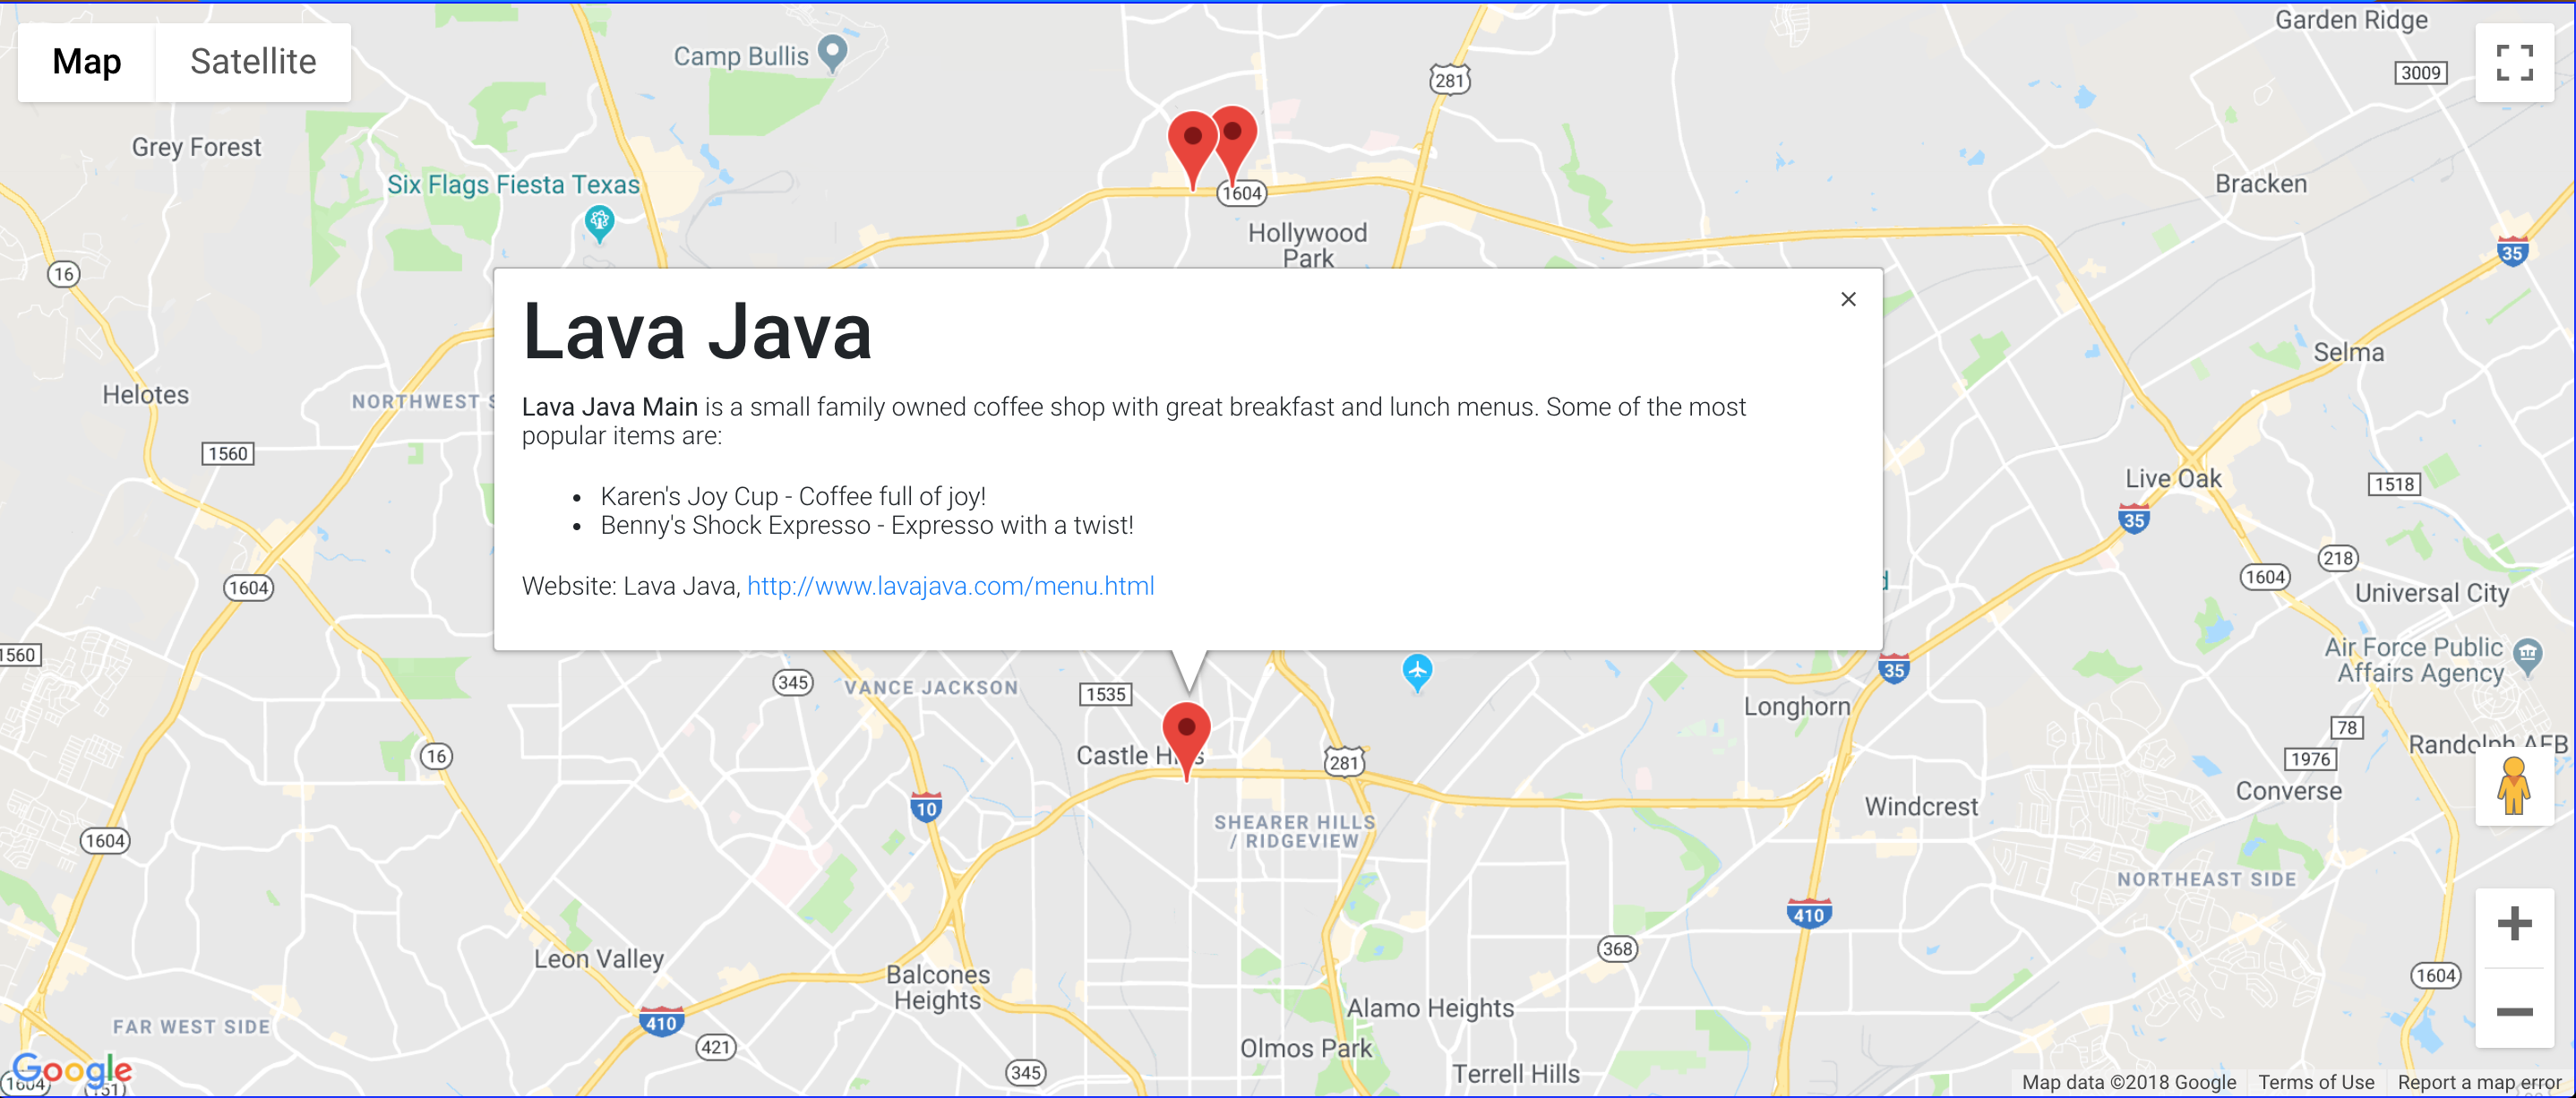 Map Satellite
Camp Bullis
Garden Ridge
281
3009
Grey Forest
Six Flags Fiesta Texas
Bracken
1604
Hollywood
Park
35
16
Lava Java
Lava Java Main is a small family owned coffee shop with great breakfast and lunch menus. Some of the most
popular items are:
• Karen's Joy Cup - Coffee full of joy!
• Benny's Shock Expresso - Expresso with a twist!
Website: Lava Java, http://www.lavajava.com/menu.html
Selma
Helotes
NORTHWEST S
1560
Live Oak
1518
35
218
1604
1604
Universal City
Air Force Public
Affairs Agency
1560
345
VANCE JACKSON
1535
35
Longhorn
78
16
Castle Hills
281
1976
Randolph AFB
Converse
10
Windcrest
SHEARER HILLS
/ RIDGEVIEW
1604
NORTHEAST SIDE
410
368
Leon Valley
Balcones
Heights
1604
Alamo Heights
FAR WEST SIDE
410
421
Olmos Park
345
Terrell Hills
Google
1604
Map data ©2018 Google Terms of Use Report a map error